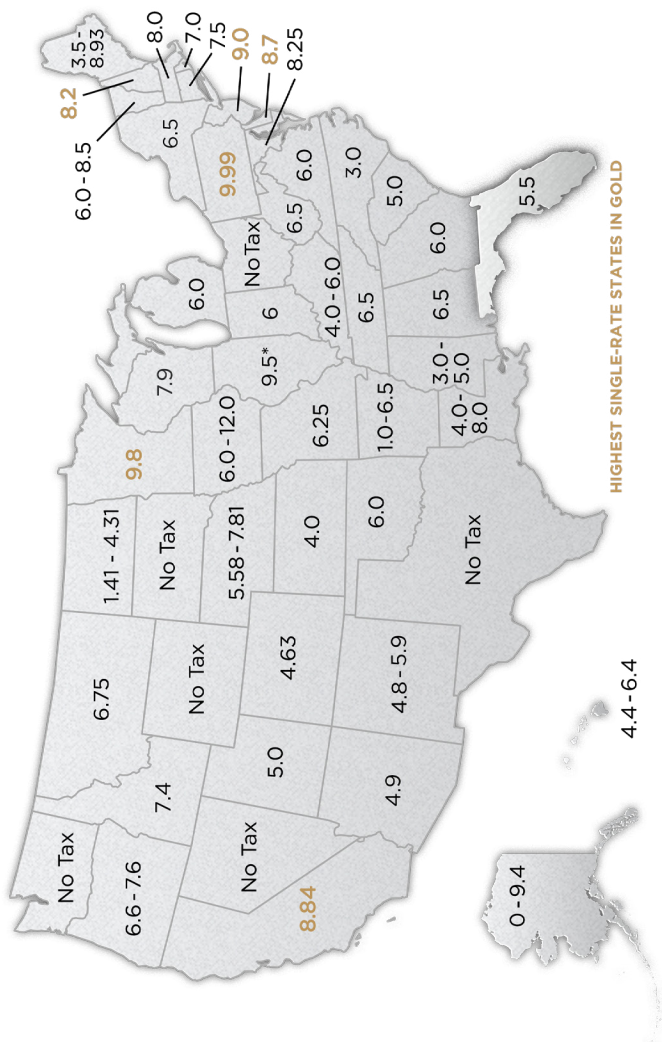 No Tax
6.6 - 7.6
8.84
No Tax
7.4
6.75
No Tax
5.0
4.9
4.63
4.8 - 5.9
1.41 - 4.31
No Tax
5.58 - 7.81
4.0
6.0
No Tax
9.8
6.0 - 12.0
6.25
1.0 - 6.5
4.0 -
8.0
7.9
9.5*
6.0
6
No Tax
4.0 - 6.0
6.5
3.0 -
5.0
6.5
6.0
5.5
5.0
3.0
6.0
6.5
9.99
6.5
6.0 - 8.5
8.2
3.5 -
8.93
8.0
7.0
7.5
9.0
8.7
8.25
0 - 9.4
4.4 - 6.4
HIGHEST SINGLE-RATE STATES IN GOLD